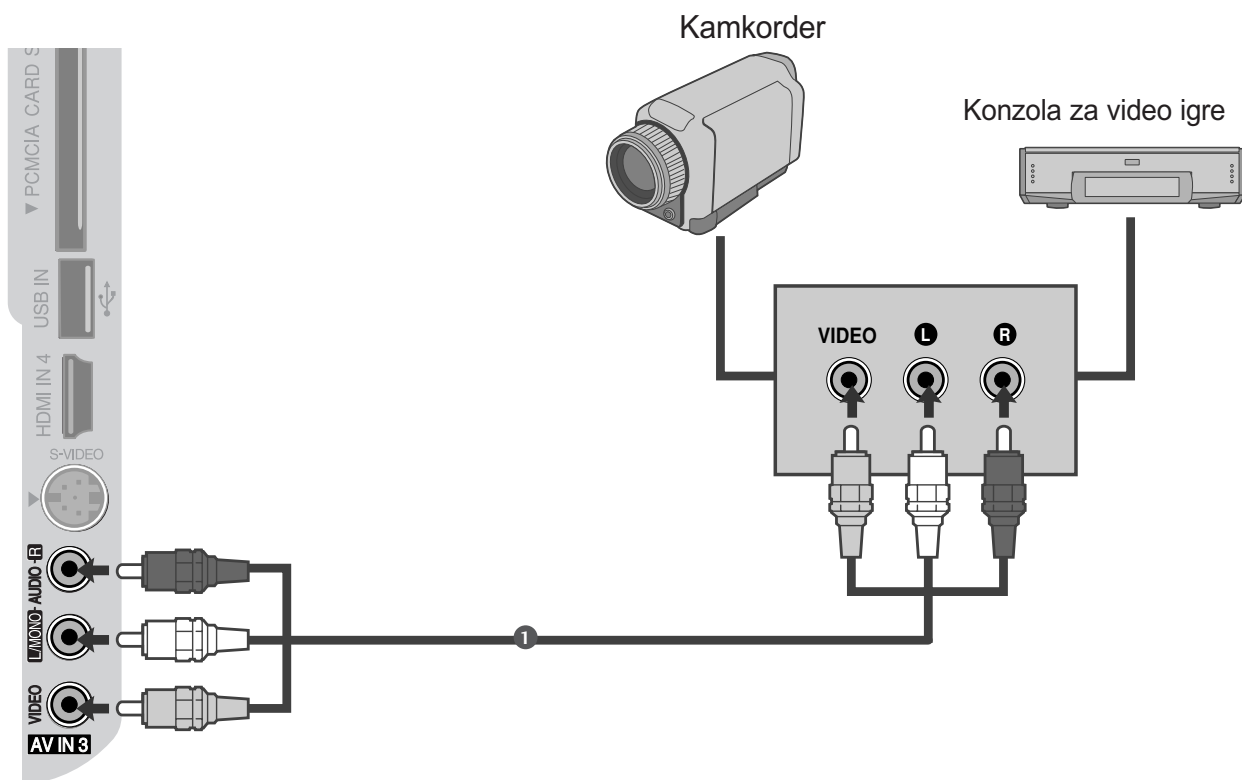 Kamkorder
Konzola za video igre
PCMCIA CARD S
USB IN
HDMI IN 4
S-VIDEO
L/MONO- AUDIO -R
VIDEO
AV IN 3
VIDEO L R
1